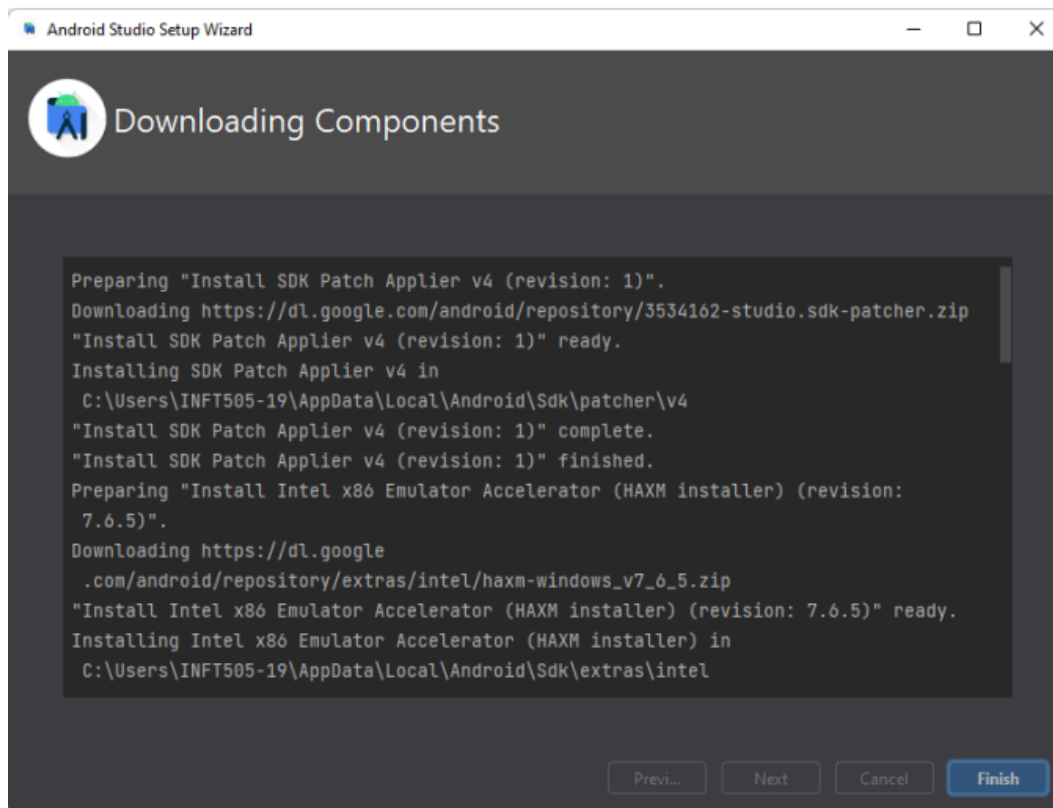 Android Studio Setup Wizard
Downloading Components
Preparing "Install SDK Patch Applier v4 (revision: 1)".
Downloading https://dl.google.com/android/repository/3534162-studio.sdk-patcher.zip
"Install SDK Patch Applier v4 (revision: 1)" ready.
Installing SDK Patch Applier v4 in
C:\Users\INFT505-19\AppData\Local\Android\Sdk\patcher\v4
"Install SDK Patch Applier v4 (revision: 1)" complete.
"Install SDK Patch Applier v4 (revision: 1)" finished.
Preparing "Install Intel x86 Emulator Accelerator (HAXM installer) (revision:
7.6.5)".
Downloading https://dl.google
.com/android/repository/extras/intel/haxm-windows_v7_6_5.zip
"Install Intel x86 Emulator Accelerator (HAXM installer) (revision: 7.6.5)" ready.
Installing Intel x86 Emulator Accelerator (HAXM installer) in
C:\Users\INFT505-19\AppData\Local\Android\Sdk\extras\intel
Previ... Next Cancel Finish